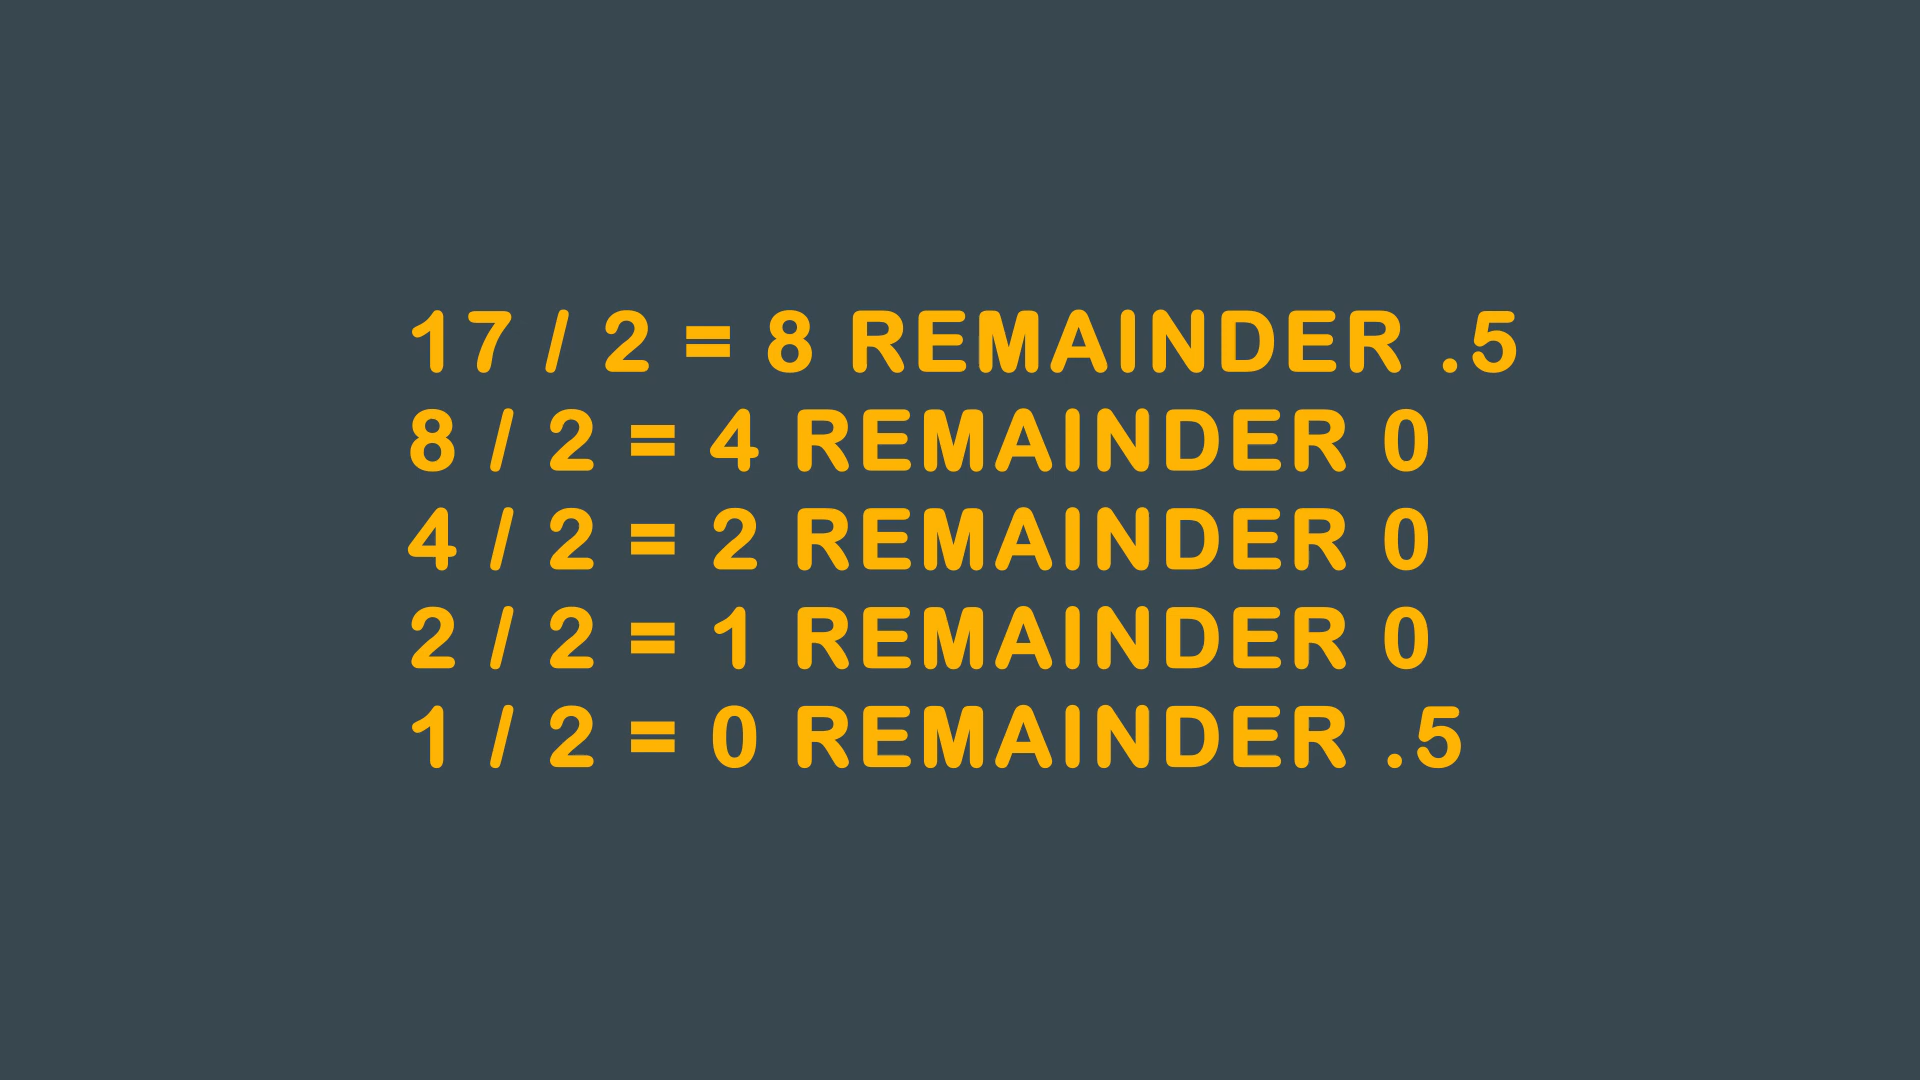 17 / 2 = 8 REMAINDER .5
8 / 2 = 4 REMAINDER 0
4 / 2 = 2 REMAINDER 0
2 / 2 = 1 REMAINDER 0
1 / 2 = 0 REMAINDER .5